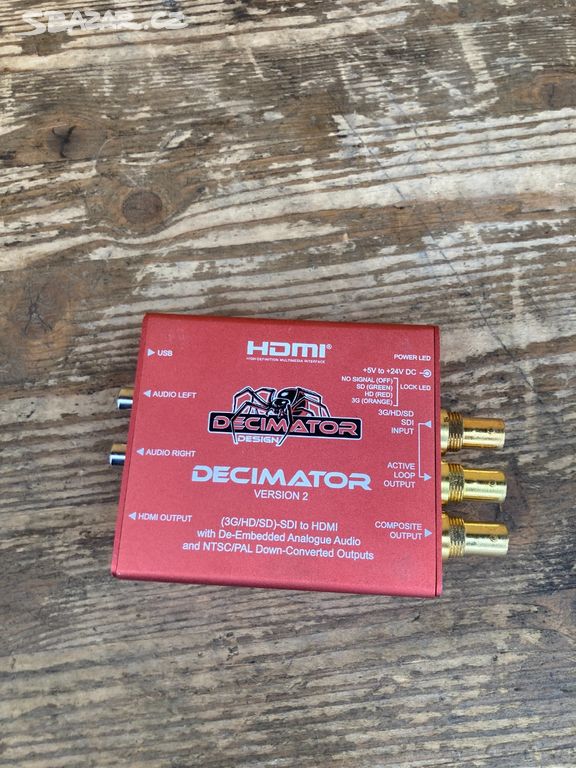 SBAZAR.CZ
HDMI®
HIGH DEFINITION MULTIMEDIA INTERFACE
POWER LED
USB
+5V to +24V DC
NO SIGNAL (OFF)
SD (GREEN)
HD (RED)
3G (ORANGE)
LOCK LED
AUDIO LEFT
DECIMATOR
DESIGN
3G/HD/SD
SDI
INPUT
AUDIO RIGHT
DECIMATOR
VERSION 2
ACTIVE
LOOP
OUTPUT
HDMI OUTPUT
(3G/HD/SD)-SDI to HDMI
with De-Embedded Analogue Audio
and NTSC/PAL Down-Converted Outputs
COMPOSITE
OUTPUT